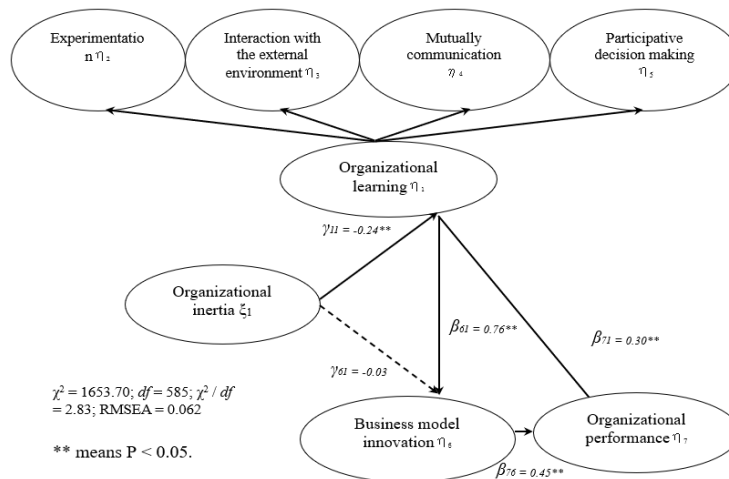 Experimentatio
n η₂
Interaction with
the external
environment η₃
Mutually
communication
η₄
Participative
decision making
η₅
Organizational
learning η₁
γ11 = -0.24**
Organizational
inertia ξ1
β61 = 0.76**
β71 = 0.30**
γ61 = -0.03
χ² = 1653.70; df = 585; χ² / df
= 2.83; RMSEA = 0.062
** means P < 0.05.
Business model
innovation η₆
Organizational
performance η₇
β76 = 0.45**